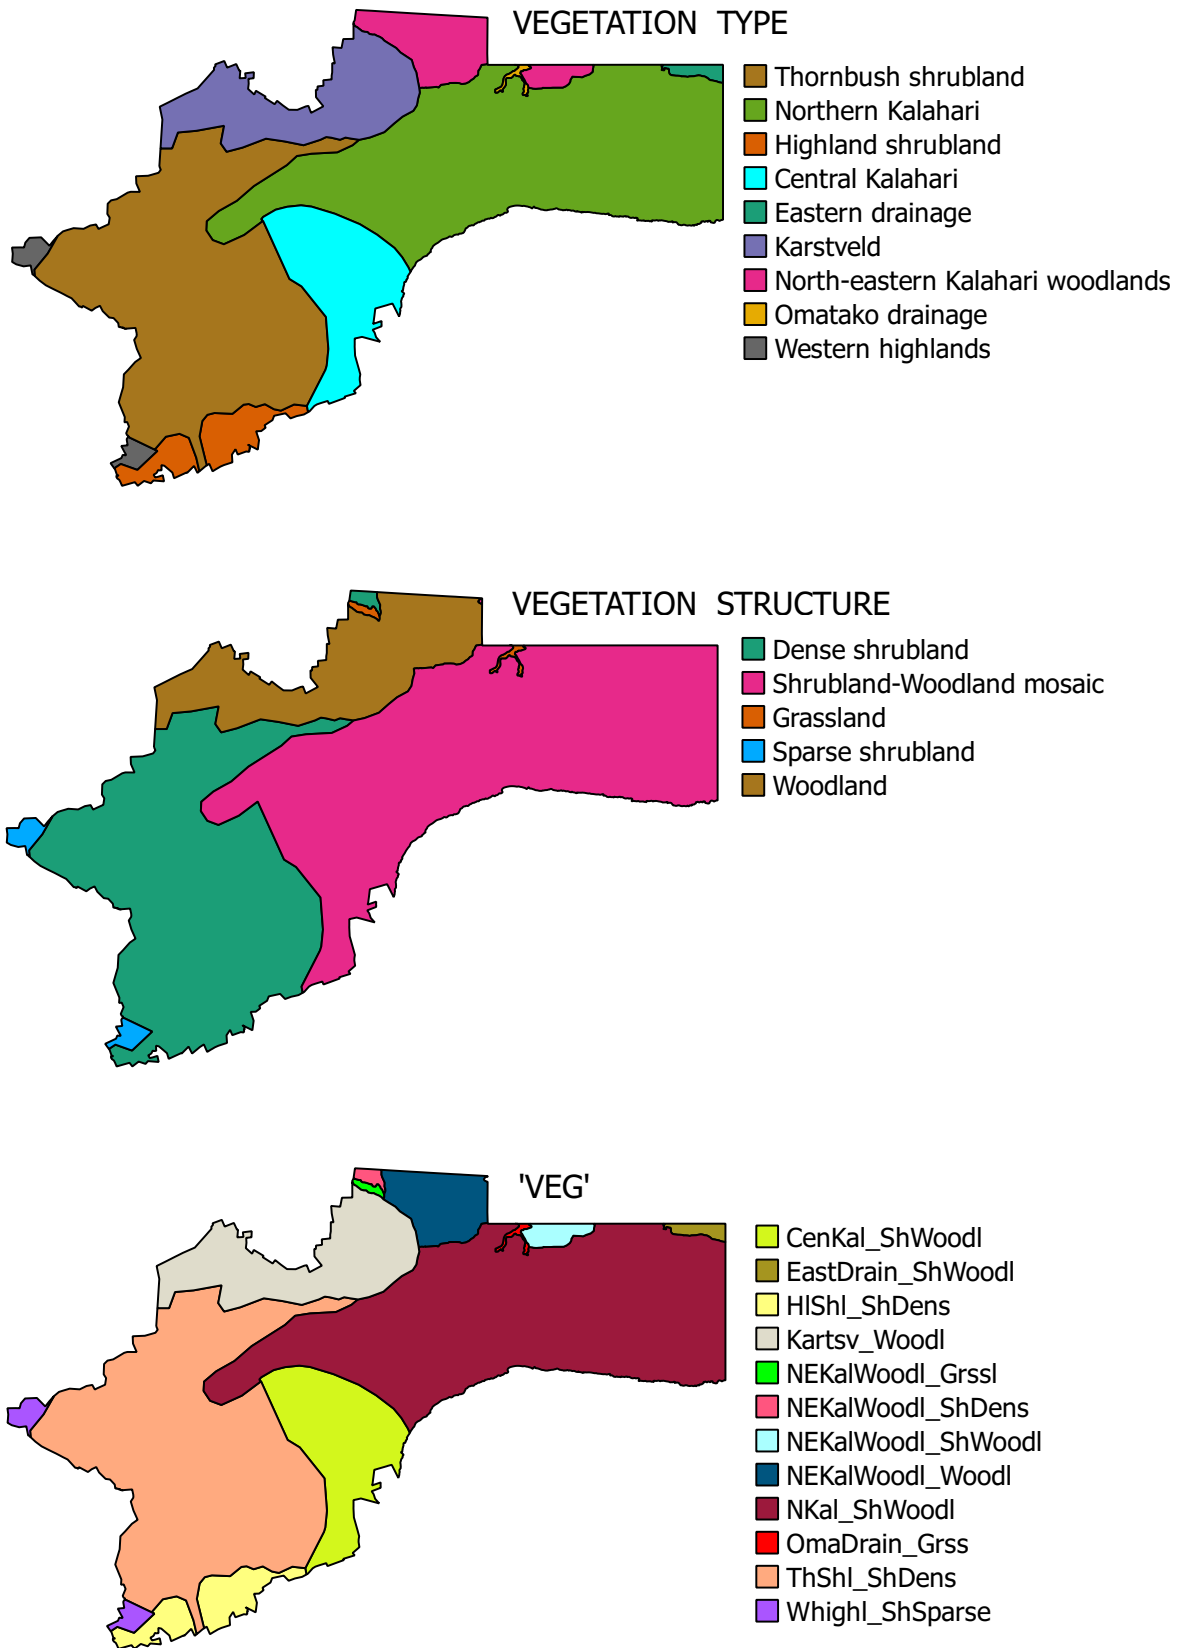 VEGETATION TYPE
Thornbush shrubland
Northern Kalahari
Highland shrubland
Central Kalahari
Eastern drainage
Karstveld
North-eastern Kalahari woodlands
Omatako drainage
Western highlands
VEGETATION STRUCTURE
Dense shrubland
Shrubland-Woodland mosaic
Grassland
Sparse shrubland
Woodland
'VEG'
CenKal_ShWoodl
EastDrain_ShWoodl
HlShl_ShDens
Kartsv_Woodl
NEKalWoodl_Grssl
NEKalWoodl_ShDens
NEKalWoodl_ShWoodl
NEKalWoodl_Woodl
NKal_ShWoodl
OmaDrain_Grss
ThShl_ShDens
Whighl_ShSparse